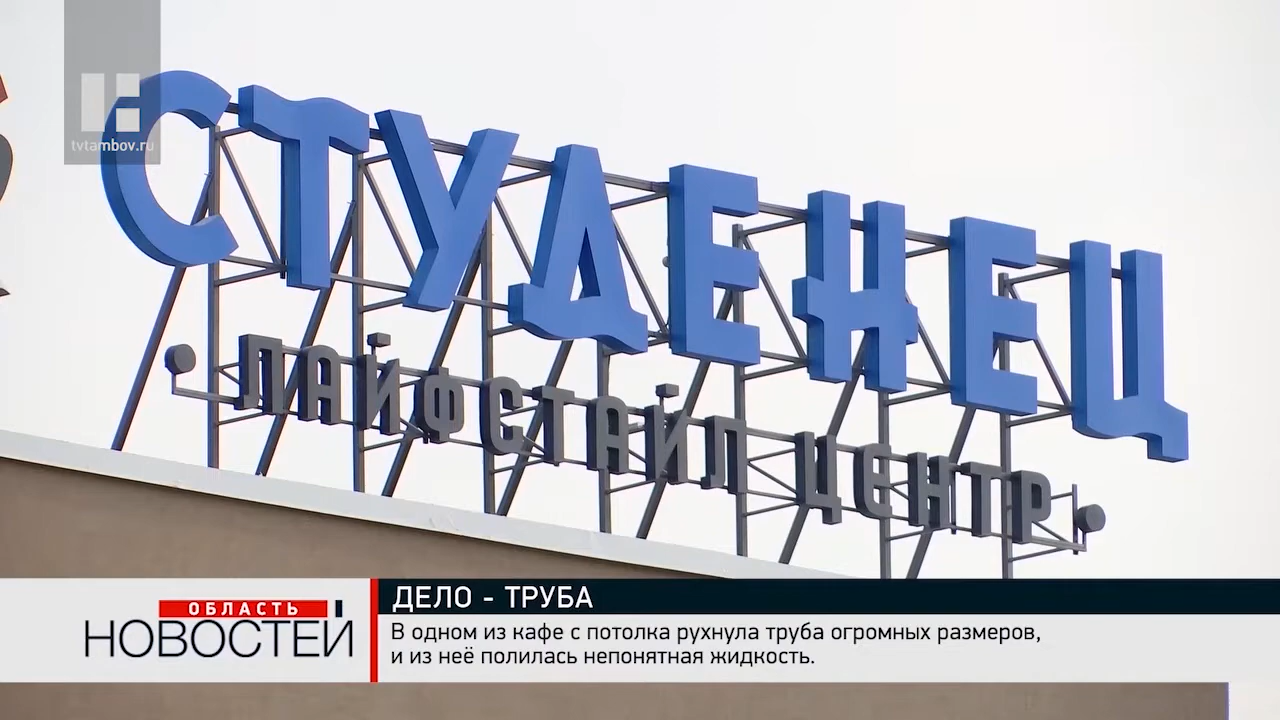 tvtambov.ru
СТУДЕНЕЦ
ЛАЙФСТАЙЛ ЦЕНТР
ОБЛАСТЬ
НОВОСТЕЙ
ДЕЛО - ТРУБА
В одном из кафе с потолка рухнула труба огромных размеров,
и из неё полилась непонятная жидкость.